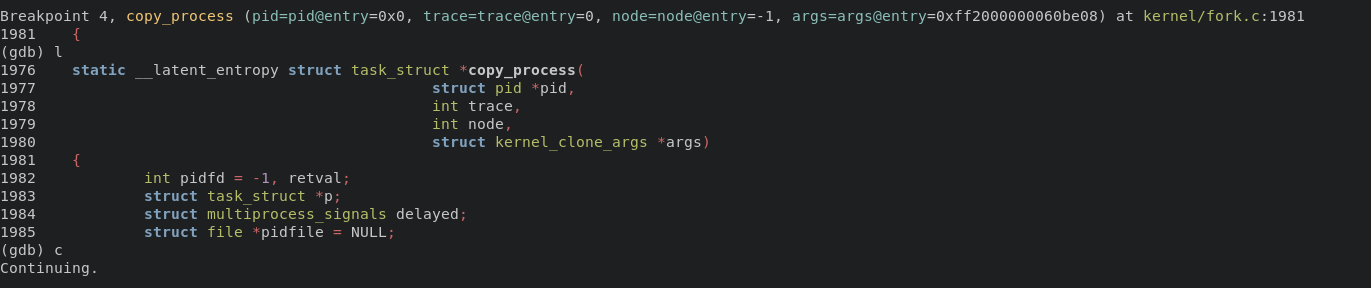 Breakpoint 4, copy_process (pid=pid@entry=0x0, trace=trace@entry=0, node=node@entry=-1, args=args@entry=0xff2000000060be08) at kernel/fork.c:1981
1981    {
(gdb) l
1976    static __latent_entropy struct task_struct *copy_process(
1977                                            struct pid *pid,
1978                                            int trace,
1979                                            int node,
1980                                            struct kernel_clone_args *args)
1981    {
1982            int pidfd = -1, retval;
1983            struct task_struct *p;
1984            struct multiprocess_signals delayed;
1985            struct file *pidfile = NULL;
(gdb) c
Continuing.